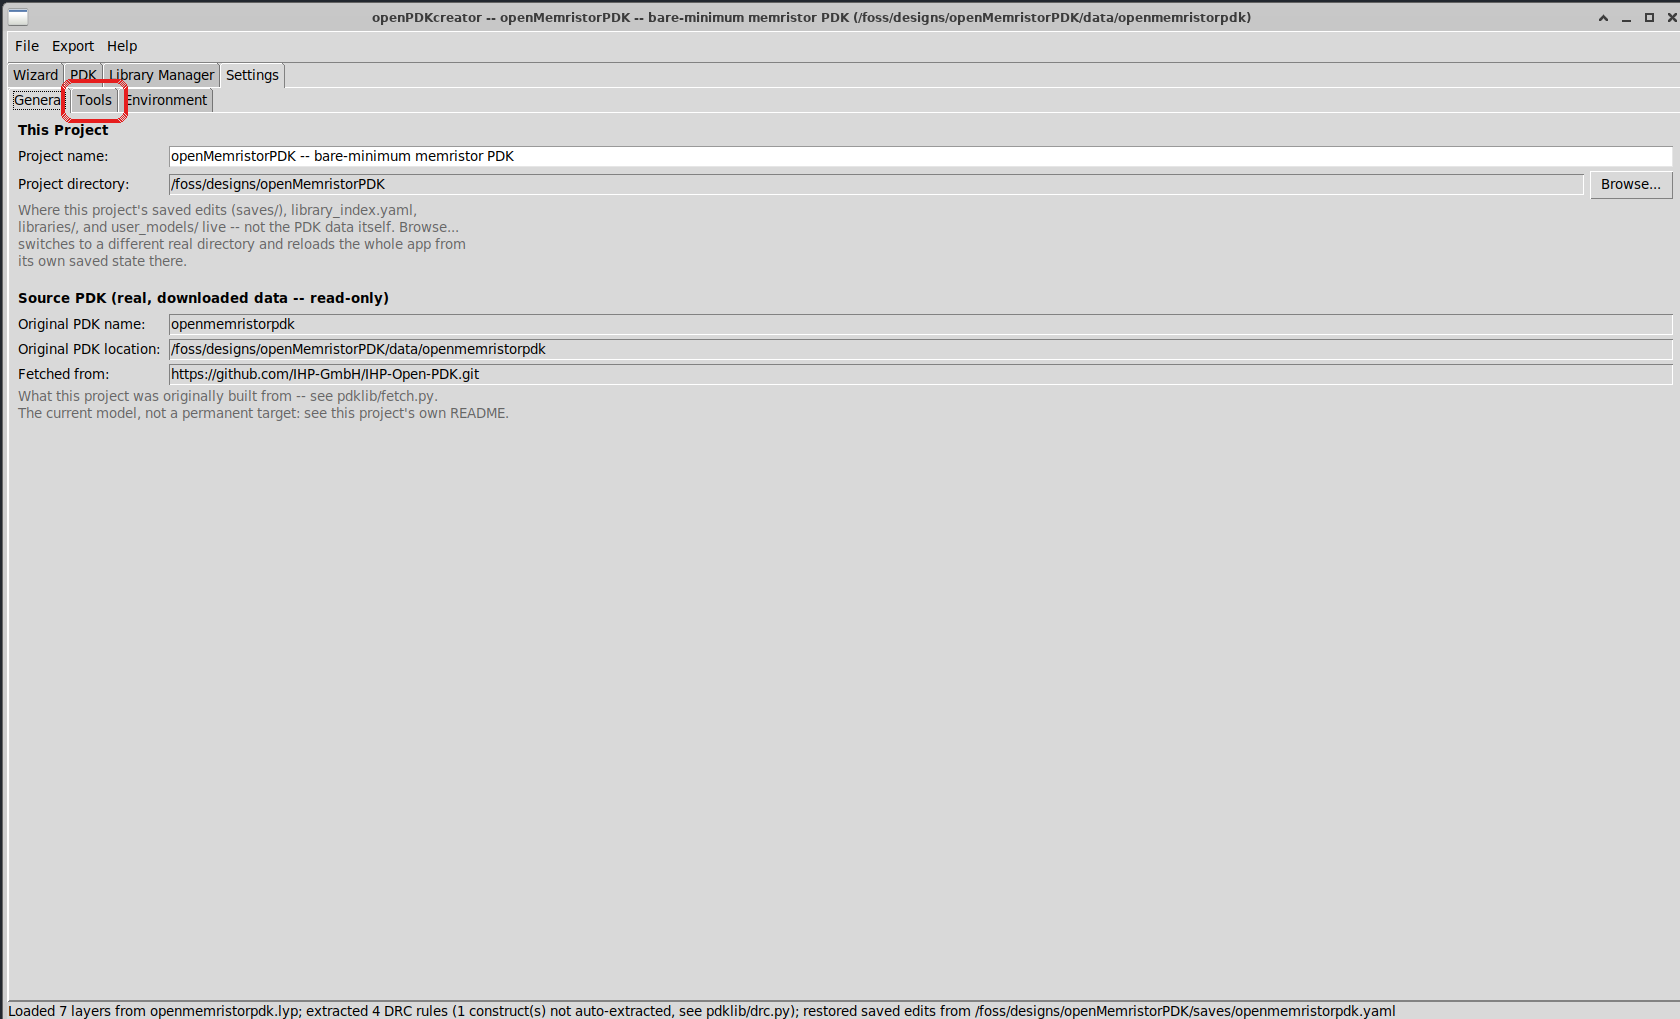 openPDKcreator -- openMemristorPDK -- bare-minimum memristor PDK (/foss/designs/openMemristorPDK/data/openmemristorpdk)
File Export Help
Wizard PDK Library Manager Settings
General Tools Environment
This Project
Project name: openMemristorPDK -- bare-minimum memristor PDK
Project directory: /foss/designs/openMemristorPDK Browse...
Where this project's saved edits (saves/), library_index.yaml,
libraries/, and user_models/ live -- not the PDK data itself. Browse...
switches to a different real directory and reloads the whole app from
its own saved state there.
Source PDK (real, downloaded data -- read-only)
Original PDK name: openmemristorpdk
Original PDK location: /foss/designs/openMemristorPDK/data/openmemristorpdk
Fetched from: https://github.com/IHP-GmbH/IHP-Open-PDK.git
What this project was originally built from -- see pdklib/fetch.py.
The current model, not a permanent target: see this project's own README.
Loaded 7 layers from openmemristorpdk.lyp; extracted 4 DRC rules (1 construct(s) not auto-extracted, see pdklib/drc.py); restored saved edits from /foss/designs/openMemristorPDK/saves/openmemristorpdk.yaml